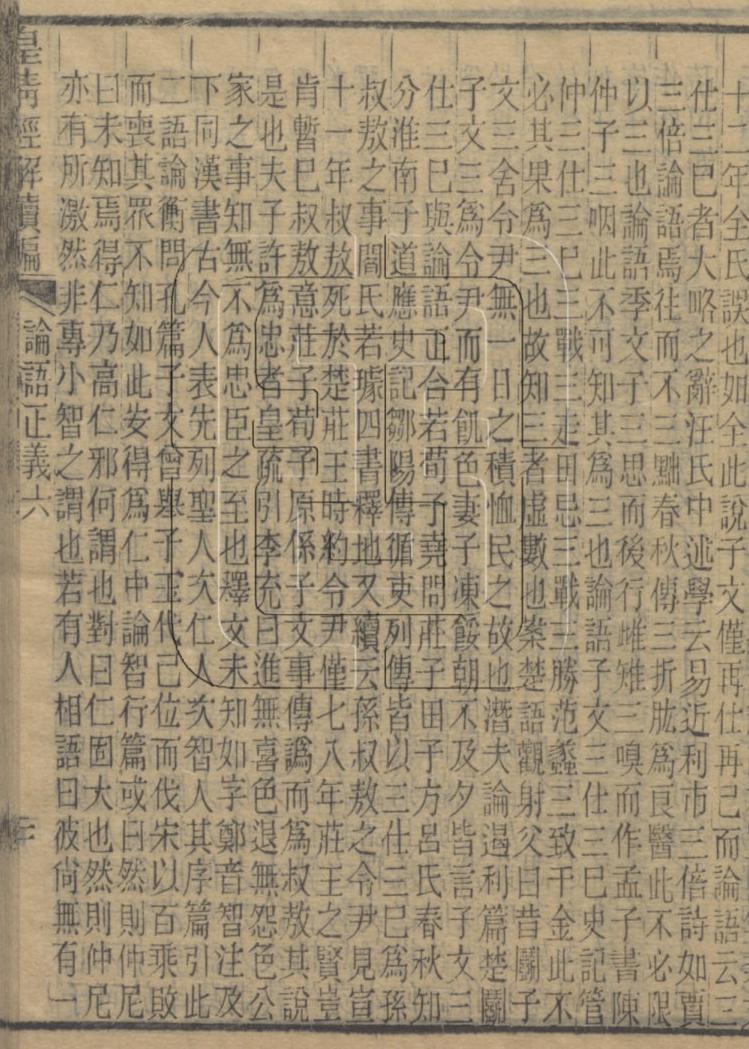 十二年全氏誤也如全此說子文僅再仕再已而論語云三
仕三已者大略之辭汪氏中述學云易近利市三倍詩如賈
三倍論語焉往而不三黜春秋傳三折肱爲良醫此不必限
以三也論語季文子三思而後行雌雉三嗅而作孟子書陳
仲子三咽此不可知其爲三也論語子文三仕三已史記管
仲三仕三已三戰三走田忌三戰三勝范蠡三致千金此不
必其果爲三也故知三者虛數也案楚語觀射父曰昔鬭子
文三舍令尹無一日之積恤民之故也潛夫論遏利篇楚鬭
子文三爲令尹而有飢色妻子凍餒朝不及夕皆言子文三
仕三已與論語正合若荀子堯問莊子田子方呂氏春秋知
分淮南子道應史記鄒陽傳循吏列傳皆以三仕三已爲孫
叔敖之事閻氏若璩四書釋地又續云孫叔敖之令尹見宣
十一年叔敖死於楚莊王時約令尹僅七八年莊王之賢豈
肯暫已叔敖意莊子荀子原係子文事傳譌而爲叔敖其說
是也夫子許爲忠者皇疏引李充曰進無喜色退無怨色公
家之事知無不爲忠臣之至也釋文未知如字鄭音智注及
下同漢書古今人表先列聖人次仁人次智人其序篇引此
二語論衡問孔篇子文曾舉子玉代己位而伐宋以百乘敗
而喪其眾不知如此安得爲仁中論智行篇或曰然則仲尼
曰未知焉得仁乃高仁邪何謂也對曰仁固大也然則仲尼
亦有所激然非專小智之謂也若有人相語曰彼尙無有一
皇淸經解續編
論語正義六
三